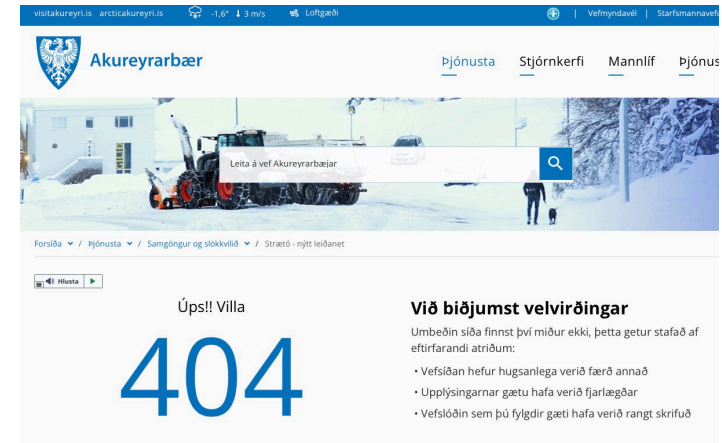 visitakureyri.is arcticakureyri.is -1,6° 3 m/s Loftgæði | Vefmyndavél | Starfsmannavefu
Akureyrarbær
Þjónusta Stjórnkerfi Mannlíf Þjónus
Leita á vef Akureyrarbæjar
Forsíða / Þjónusta / Samgöngur og slökkvilið / Strætó - nýtt leiðanet
Hlusta
Úps!! Villa
404
Við biðjumst velvirðingar
Umbeðin síða finnst því miður ekki, þetta getur stafað af
eftirfarandi atriðum:
• Vefsíðan hefur hugsanlega verið færð annað
• Upplýsingarnar gætu hafa verið fjarlægðar
• Vefslóðin sem þú fylgdir gæti hafa verið rangt skrifuð